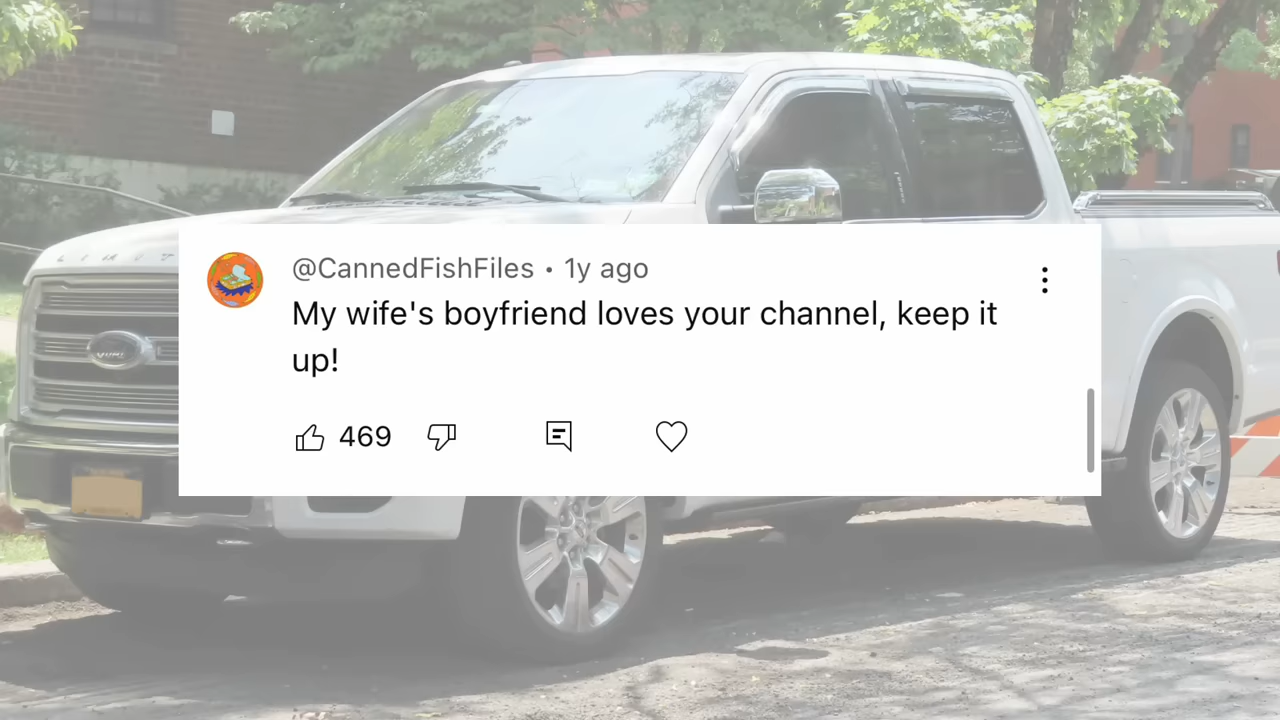 @CannedFishFiles • 1y ago
My wife's boyfriend loves your channel, keep it
up!
469